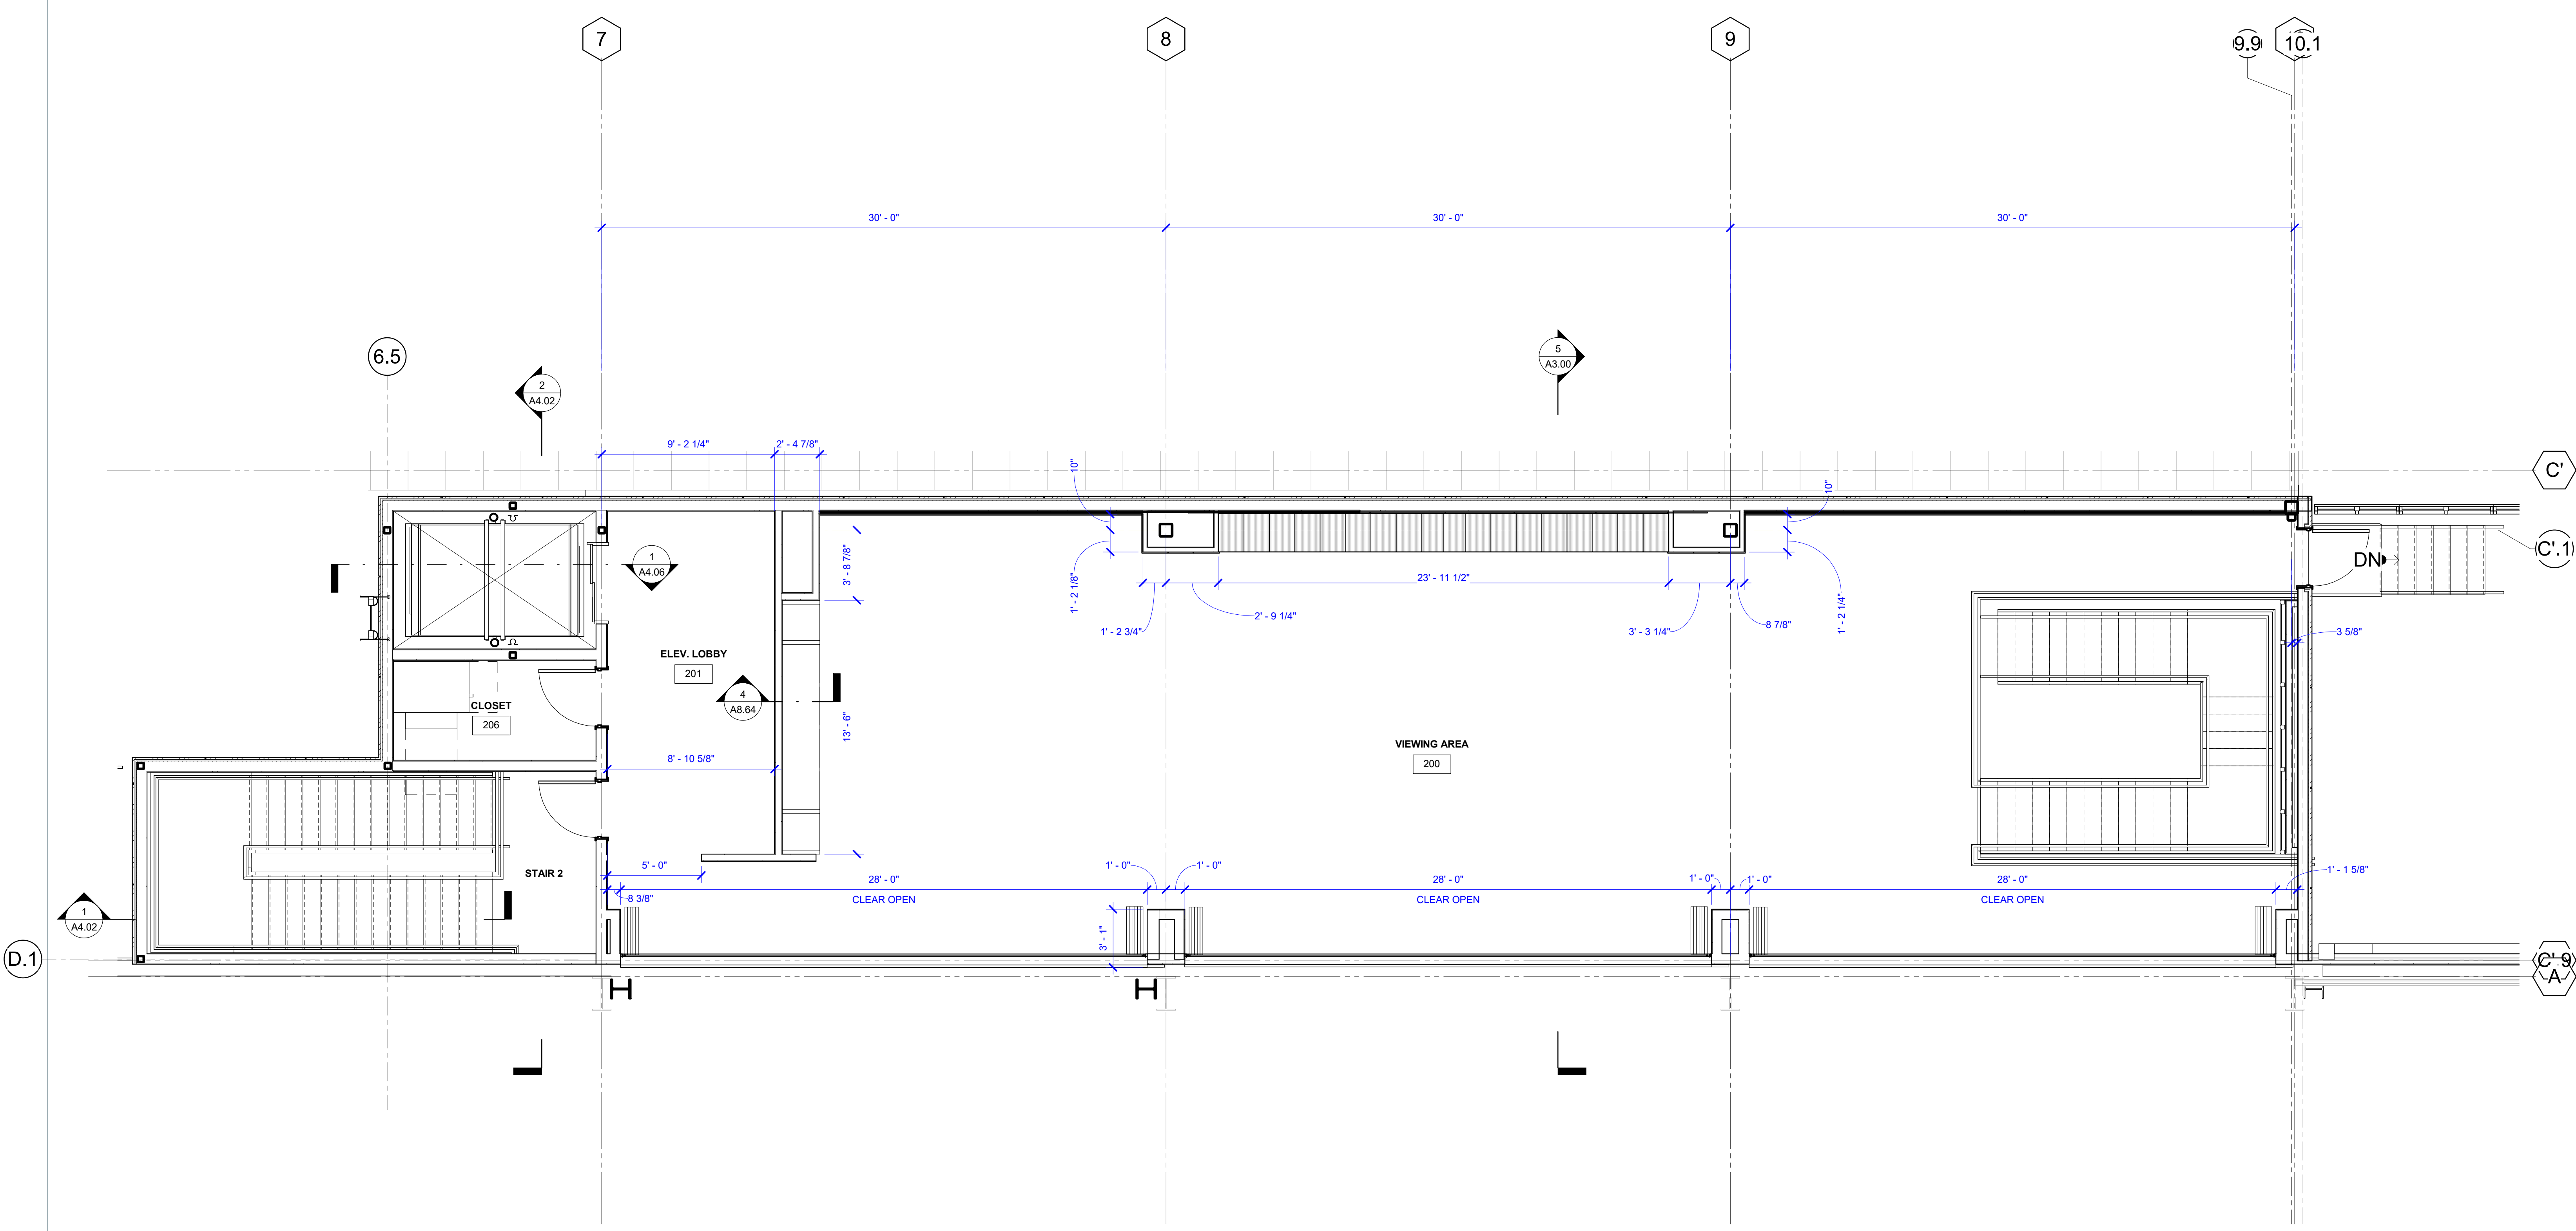 7
8
9
9.9
10.1
30' - 0"
30' - 0"
30' - 0"
6.5
5
A3.00
2
A4.02
9' - 2 1/4"
2' - 4 7/8"
10"
10"
C'
1
A4.06
3' - 8 7/8"
DN
C'.1
1' - 2 1/8"
23' - 11 1/2"
1' - 2 1/4"
2' - 9 1/4"
8 7/8"
1' - 2 3/4"
3' - 3 1/4"
3 5/8"
ELEV. LOBBY
201
4
A8.64
CLOSET
206
13' - 6"
VIEWING AREA
200
8' - 10 5/8"
5' - 0"
1' - 0"
1' - 0"
STAIR 2
28' - 0"
28' - 0"
1' - 0"
1' - 0"
28' - 0"
1' - 1 5/8"
8 3/8"
CLEAR OPEN
CLEAR OPEN
CLEAR OPEN
1
A4.02
3' - 1"
D.1
C'.9
A